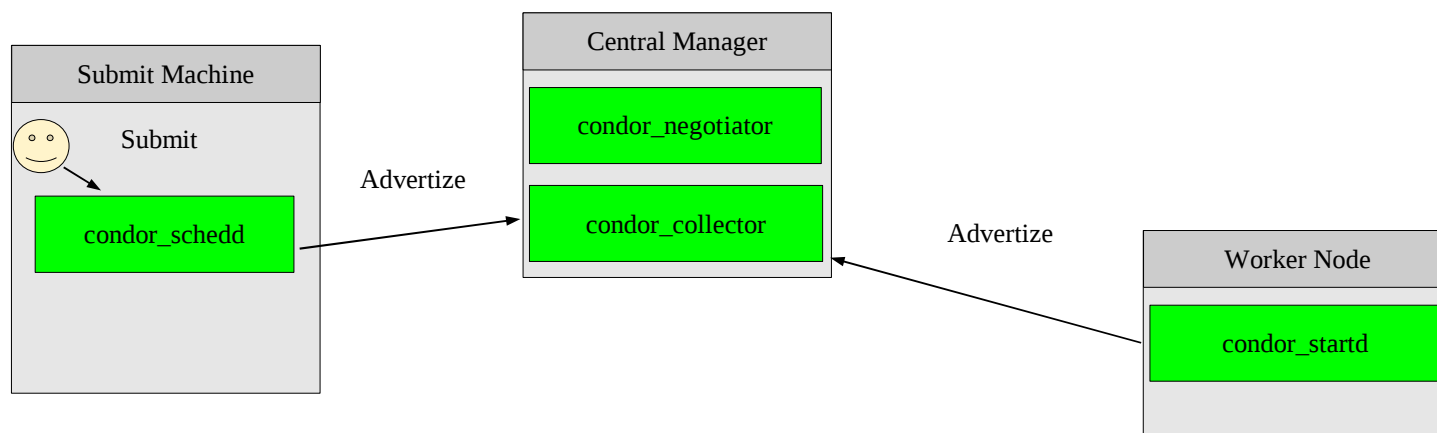 Submit Machine
Submit
condor_schedd
Advertize
Central Manager
condor_negotiator
condor_collector
Advertize
Worker Node
condor_startd